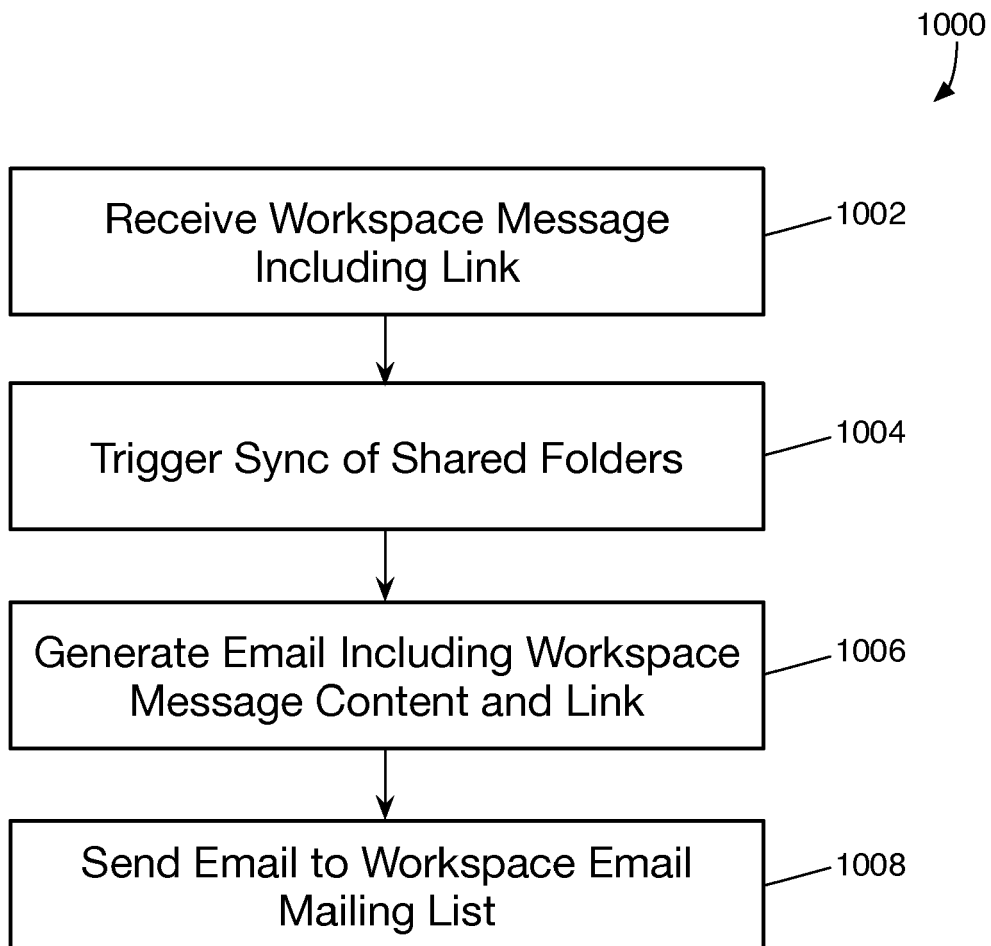 1000
Receive Workspace Message
Including Link
1002
Trigger Sync of Shared Folders
1004
Generate Email Including Workspace
Message Content and Link
1006
Send Email to Workspace Email
Mailing List
1008